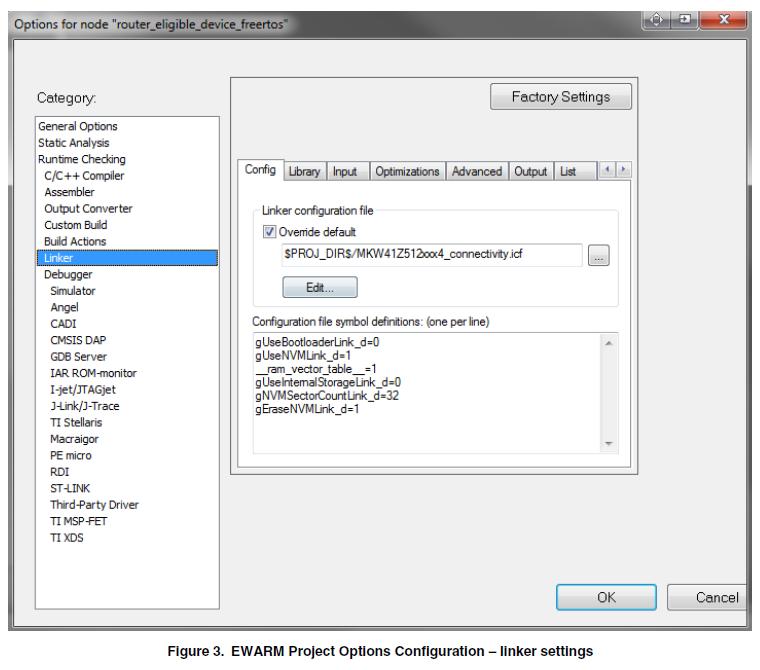 Options for node "router_eligible_device_freertos"
Category:
Factory Settings
General Options
Static Analysis
Runtime Checking
C/C++ Compiler
Assembler
Output Converter
Custom Build
Build Actions
Linker
Debugger
Simulator
Angel
CADI
CMSIS DAP
GDB Server
IAR ROM-monitor
I-jet/JTAGjet
J-Link/J-Trace
TI Stellaris
Macraigor
PE micro
RDI
ST-LINK
Third-Party Driver
TI MSP-FET
TI XDS
Config Library Input Optimizations Advanced Output List
Linker configuration file
Override default
$PROJ_DIR$/MKW41Z512xxx4_connectivity.icf
...
Edit...
Configuration file symbol definitions: (one per line)
gUseBootloaderLink_d=0
gUseNVMLink_d=1
__ram_vector_table__=1
gUseInternalStorageLink_d=0
gNVMSectorCountLink_d=32
gEraseNVMLink_d=1
OK Cancel
Figure 3. EWARM Project Options Configuration – linker settings